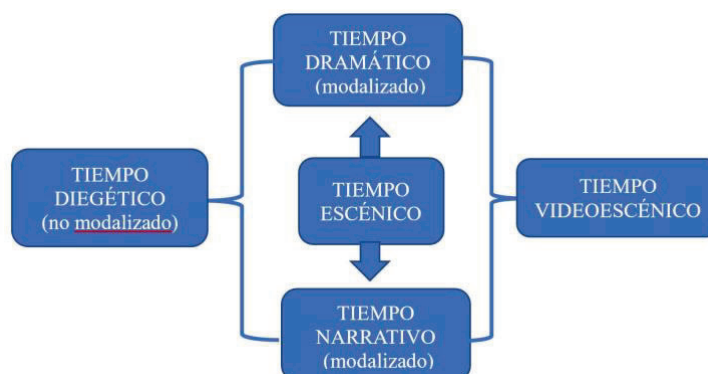 TIEMPO
DRAMÁTICO
(modalizado)
TIEMPO
DIEGÉTICO
(no modalizado)
TIEMPO
ESCÉNICO
TIEMPO
VIDEOESCÉNICO
TIEMPO
NARRATIVO
(modalizado)